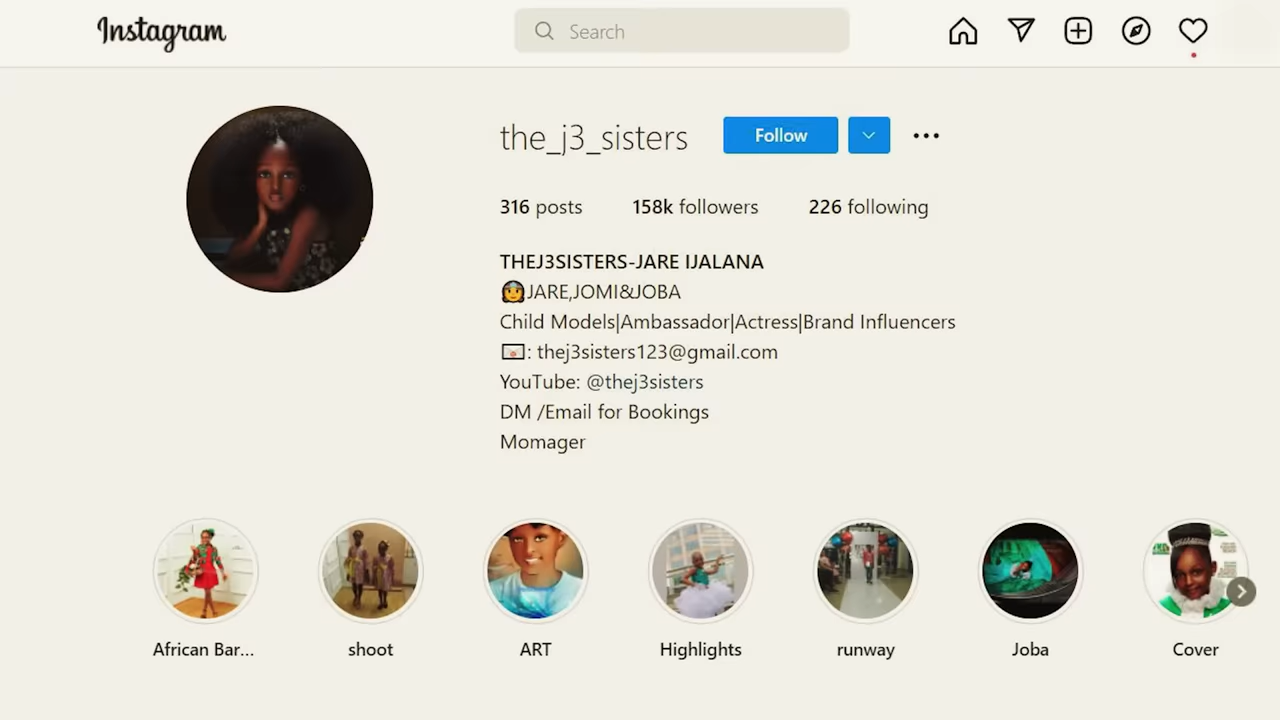 Instagram
Search
the_j3_sisters
Follow
316 posts 158k followers 226 following
THEJ3SISTERS-JARE IJALANA
JARE,JOMI&JOBA
Child Models|Ambassador|Actress|Brand Influencers
: thej3sisters123@gmail.com
YouTube: @thej3sisters
DM /Email for Bookings
Momager
African Bar... shoot ART Highlights runway Joba Cover